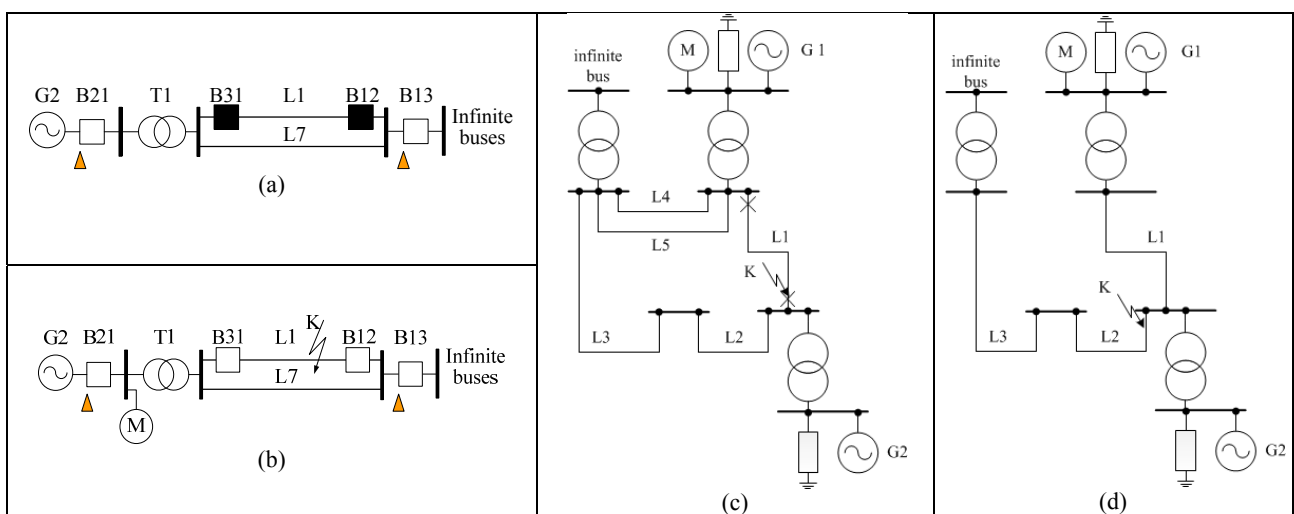 G2 B21 T1 B31 L1 B12 B13
L7
Infinite
buses
(a)
G2 B21 T1 B31 L1 K B12 B13
L7
Infinite
buses
M
(b)
infinite
bus
M
G 1
L4
L5
L1
K
L3
L2
G2
(c)
infinite
bus
M
G1
L1
K
L3
L2
G2
(d)